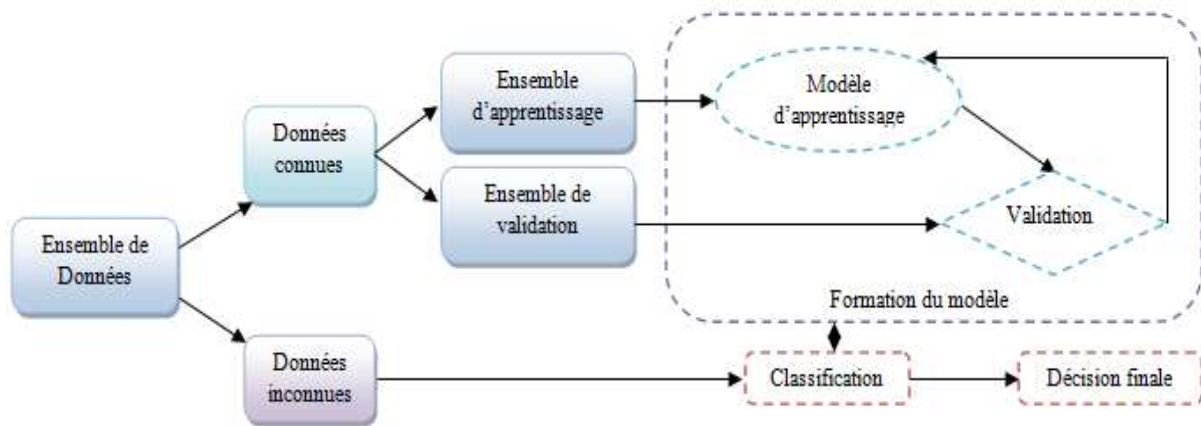 Ensemble de
Données
Données
connues
Données
inconnues
Ensemble
d'apprentissage
Ensemble de
validation
Modèle
d'apprentissage
Validation
Formation du modèle
Classification
Décision finale